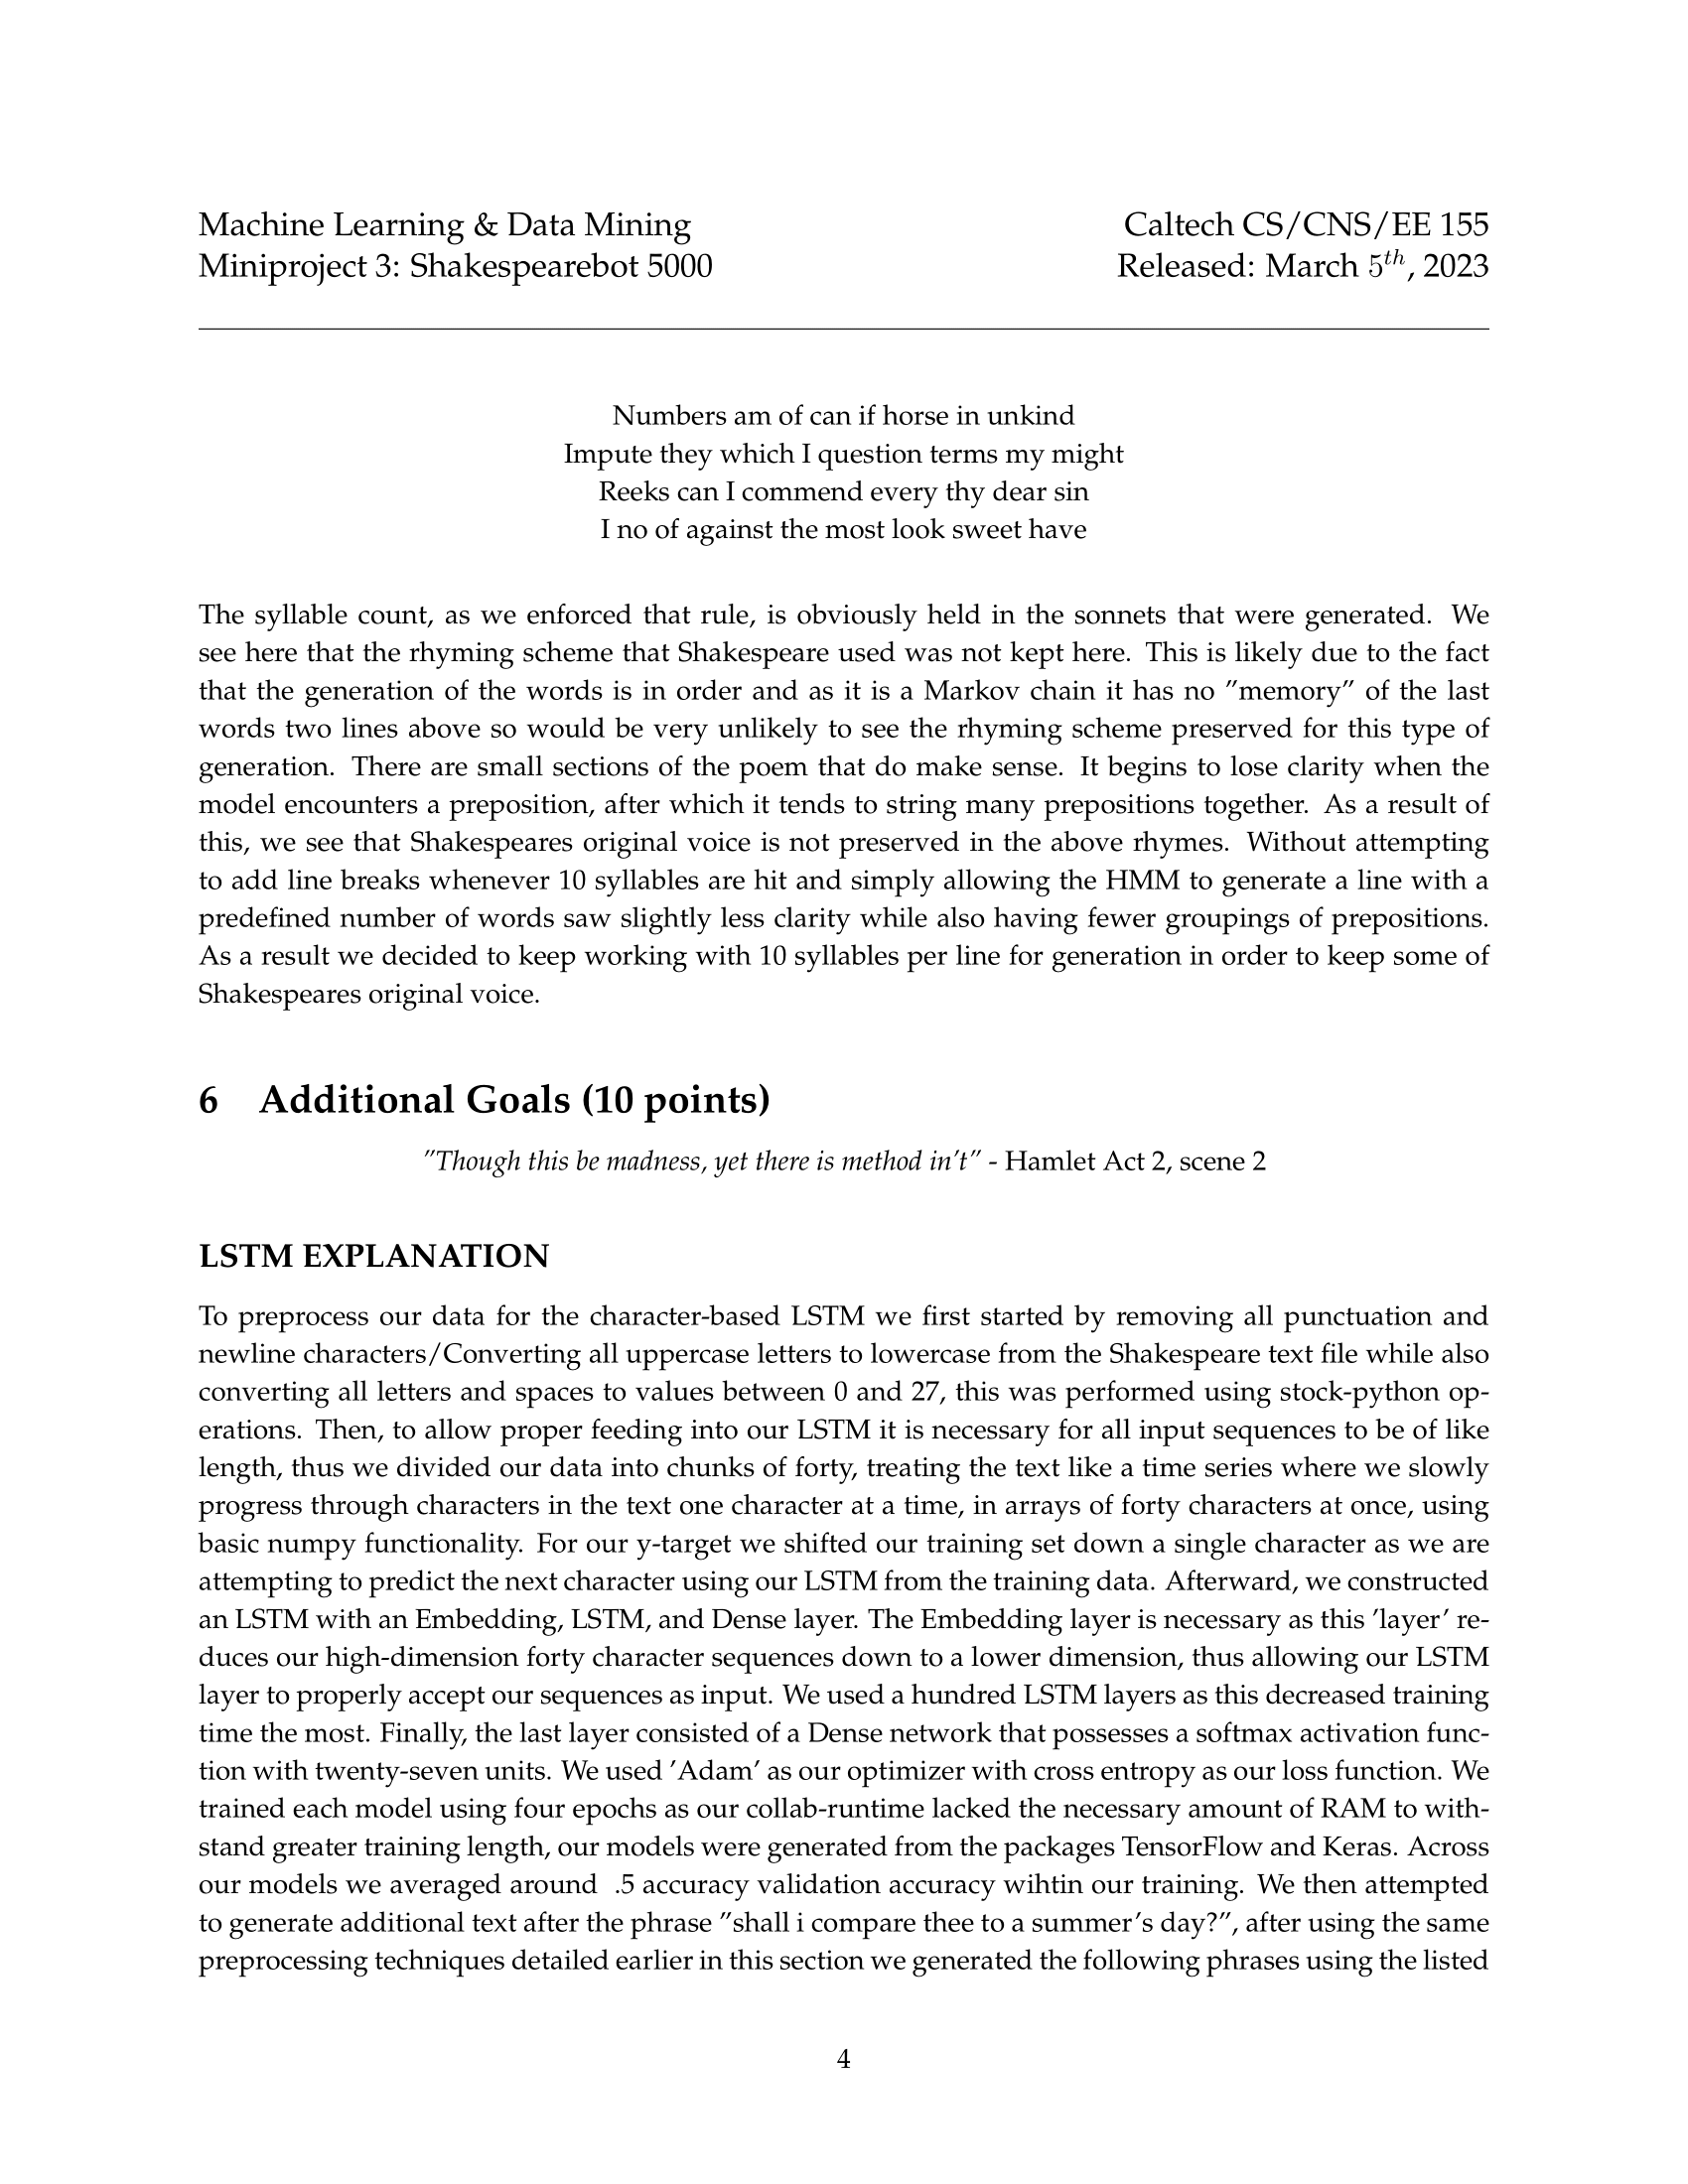 Machine Learning & Data Mining
Caltech CS/CNS/EE 155
Miniproject 3: Shakespearebot 5000
Released: March 5th, 2023
Numbers am of can if horse in unkind
Impute they which I question terms my might
Reeks can I commend every thy dear sin
I no of against the most look sweet have
The syllable count, as we enforced that rule, is obviously held in the sonnets that were generated. We
see here that the rhyming scheme that Shakespeare used was not kept here. This is likely due to the fact
that the generation of the words is in order and as it is a Markov chain it has no ”memory” of the last
words two lines above so would be very unlikely to see the rhyming scheme preserved for this type of
generation. There are small sections of the poem that do make sense. It begins to lose clarity when the
model encounters a preposition, after which it tends to string many prepositions together. As a result of
this, we see that Shakespeares original voice is not preserved in the above rhymes. Without attempting
to add line breaks whenever 10 syllables are hit and simply allowing the HMM to generate a line with a
predefined number of words saw slightly less clarity while also having fewer groupings of prepositions.
As a result we decided to keep working with 10 syllables per line for generation in order to keep some of
Shakespeares original voice.
6 Additional Goals (10 points)
”Though this be madness, yet there is method in’t” - Hamlet Act 2, scene 2
LSTM EXPLANATION
To preprocess our data for the character-based LSTM we first started by removing all punctuation and
newline characters/Converting all uppercase letters to lowercase from the Shakespeare text file while also
converting all letters and spaces to values between 0 and 27, this was performed using stock-python op-
erations. Then, to allow proper feeding into our LSTM it is necessary for all input sequences to be of like
length, thus we divided our data into chunks of forty, treating the text like a time series where we slowly
progress through characters in the text one character at a time, in arrays of forty characters at once, using
basic numpy functionality. For our y-target we shifted our training set down a single character as we are
attempting to predict the next character using our LSTM from the training data. Afterward, we constructed
an LSTM with an Embedding, LSTM, and Dense layer. The Embedding layer is necessary as this ’layer’ re-
duces our high-dimension forty character sequences down to a lower dimension, thus allowing our LSTM
layer to properly accept our sequences as input. We used a hundred LSTM layers as this decreased training
time the most. Finally, the last layer consisted of a Dense network that possesses a softmax activation func-
tion with twenty-seven units. We used ’Adam’ as our optimizer with cross entropy as our loss function. We
trained each model using four epochs as our collab-runtime lacked the necessary amount of RAM to with-
stand greater training length, our models were generated from the packages TensorFlow and Keras. Across
our models we averaged around .5 accuracy validation accuracy wihtin our training. We then attempted
to generate additional text after the phrase ”shall i compare thee to a summer’s day?”, after using the same
preprocessing techniques detailed earlier in this section we generated the following phrases using the listed
4